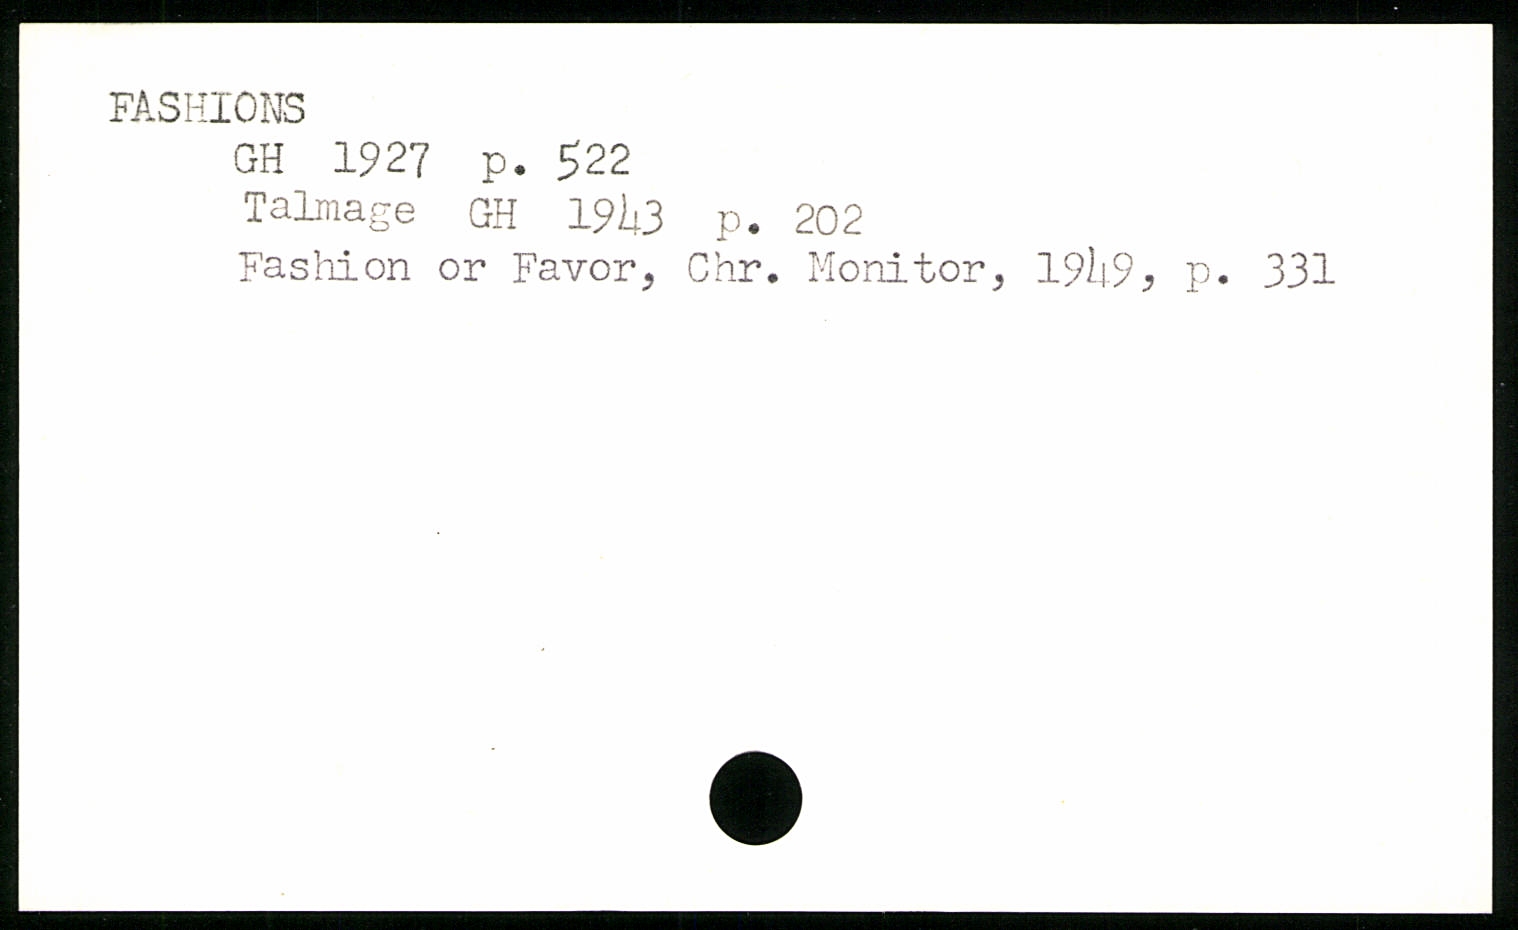 FASHIONS
GH 1927 p. 522
Talmage GH 1943 p. 202
Fashion or Favor, Chr. Monitor, 1949, p. 331